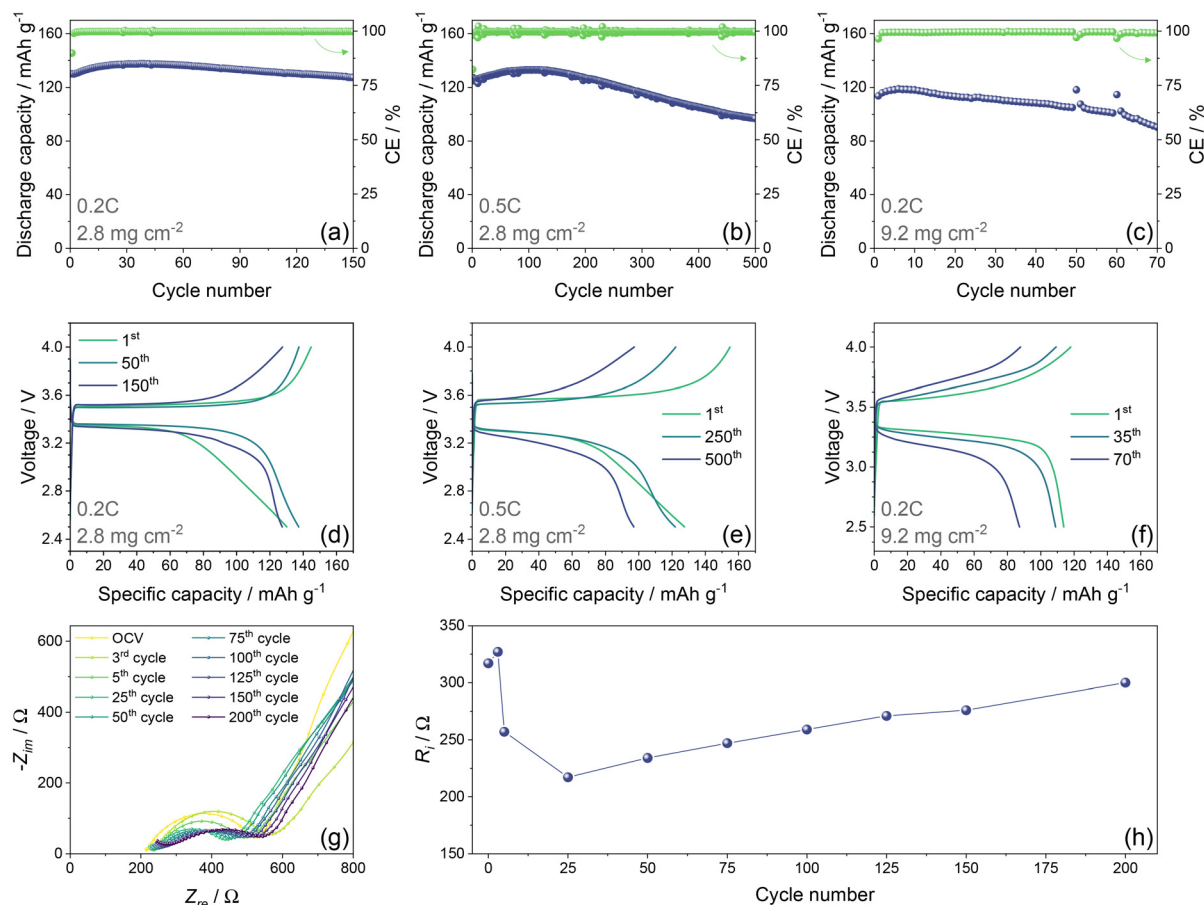 Discharge capacity / mAh g⁻¹
160
120
80
40
0
100
75
50
25
0
CE / %
0.2C
2.8 mg cm⁻²
(a)
0 30 60 90 120 150
Cycle number
Discharge capacity / mAh g⁻¹
160
120
80
40
0
100
75
50
25
0
CE / %
0.5C
2.8 mg cm⁻²
(b)
0 100 200 300 400 500
Cycle number
Discharge capacity / mAh g⁻¹
160
120
80
40
0
100
75
50
25
0
CE / %
0.2C
9.2 mg cm⁻²
(c)
0 10 20 30 40 50 60 70
Cycle number
Voltage / V
4.0
3.6
3.2
2.8
2.4
1ˢᵗ
50ᵗʰ
150ᵗʰ
0.2C
2.8 mg cm⁻²
(d)
0 20 40 60 80 100 120 140 160
Specific capacity / mAh g⁻¹
Voltage / V
4.0
3.6
3.2
2.8
2.4
1ˢᵗ
250ᵗʰ
500ᵗʰ
0.5C
2.8 mg cm⁻²
(e)
0 20 40 60 80 100 120 140 160
Specific capacity / mAh g⁻¹
Voltage / V
4.0
3.5
3.0
2.5
1ˢᵗ
35ᵗʰ
70ᵗʰ
0.2C
9.2 mg cm⁻²
(f)
0 20 40 60 80 100 120 140 160
Specific capacity / mAh g⁻¹
-Zim / Ω
600
400
200
0
OCV
3ʳᵈ cycle
5ᵗʰ cycle
25ᵗʰ cycle
50ᵗʰ cycle
75ᵗʰ cycle
100ᵗʰ cycle
125ᵗʰ cycle
150ᵗʰ cycle
200ᵗʰ cycle
(g)
0 200 400 600 800
Zre / Ω
Ri / Ω
350
300
250
200
150
(h)
0 25 50 75 100 125 150 200
Cycle number